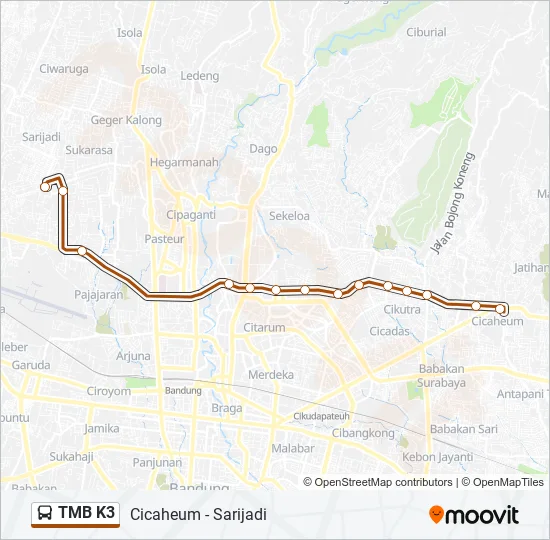 Isola
Ciburial
Ciwaruga
Isola
Ledeng
Geger Kalong
Sarijadi
Sukarasa
Dago
Hegarmanah
Jalan Bojong Koneng
Cipaganti
Sekeloa
Pasteur
Jatihan
Pajajaran
Cikutra
Cicaheum
leber
Citarum
Cicadas
Garuda
Arjuna
Merdeka
Babakan
Surabaya
Ciroyom
Bandung
Antapani T
Braga
Cikudapateuh
Jamika
Cibangkong
Babakan Sari
Sukahaji
Panjunan
Malabar
Kebon Jayanti
Babakan
Bandung
© OpenStreetMap contributors | © OpenMapTiles
TMB K3
Cicaheum - Sarijadi
moovit